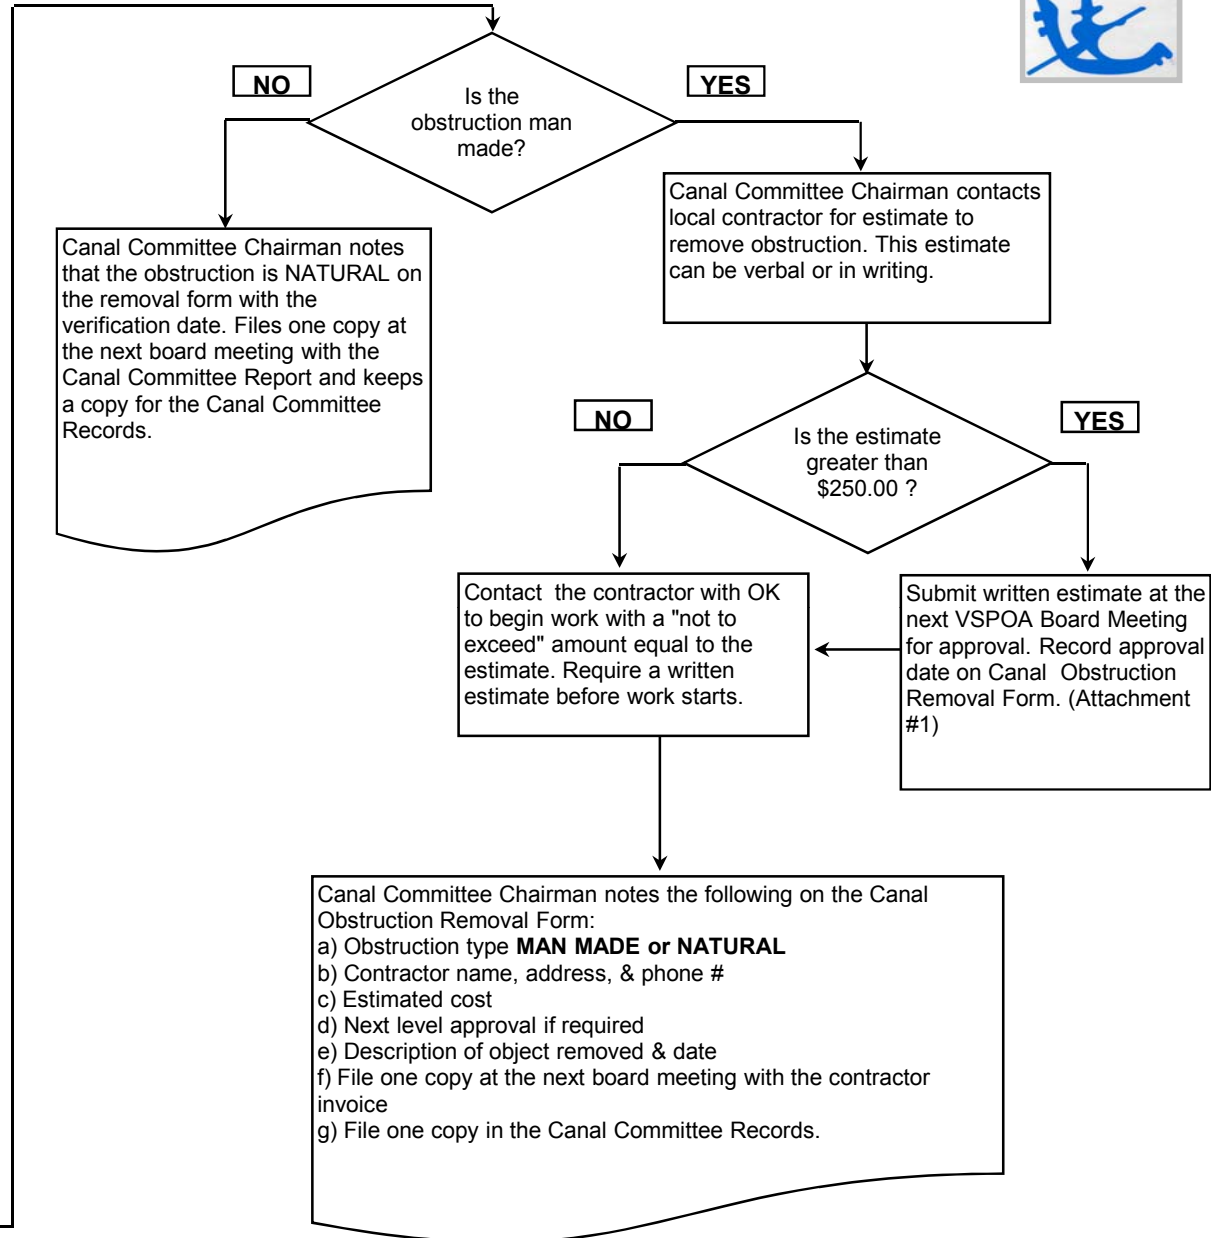 NO
YES
Is the
obstruction man
made?
Canal Committee Chairman contacts
local contractor for estimate to
remove obstruction. This estimate
can be verbal or in writing.
Canal Committee Chairman notes
that the obstruction is NATURAL on
the removal form with the
verification date. Files one copy at
the next board meeting with the
Canal Committee Report and keeps
a copy for the Canal Committee
Records.
NO
YES
Is the estimate
greater than
$250.00 ?
Contact  the contractor with OK
to begin work with a "not to
exceed" amount equal to the
estimate. Require a written
estimate before work starts.
Submit written estimate at the
next VSPOA Board Meeting
for approval. Record approval
date on Canal  Obstruction
Removal Form. (Attachment
#1)
Canal Committee Chairman notes the following on the Canal
Obstruction Removal Form:
a) Obstruction type MAN MADE or NATURAL
b) Contractor name, address, & phone #
c) Estimated cost
d) Next level approval if required
e) Description of object removed & date
f) File one copy at the next board meeting with the contractor
invoice
g) File one copy in the Canal Committee Records.